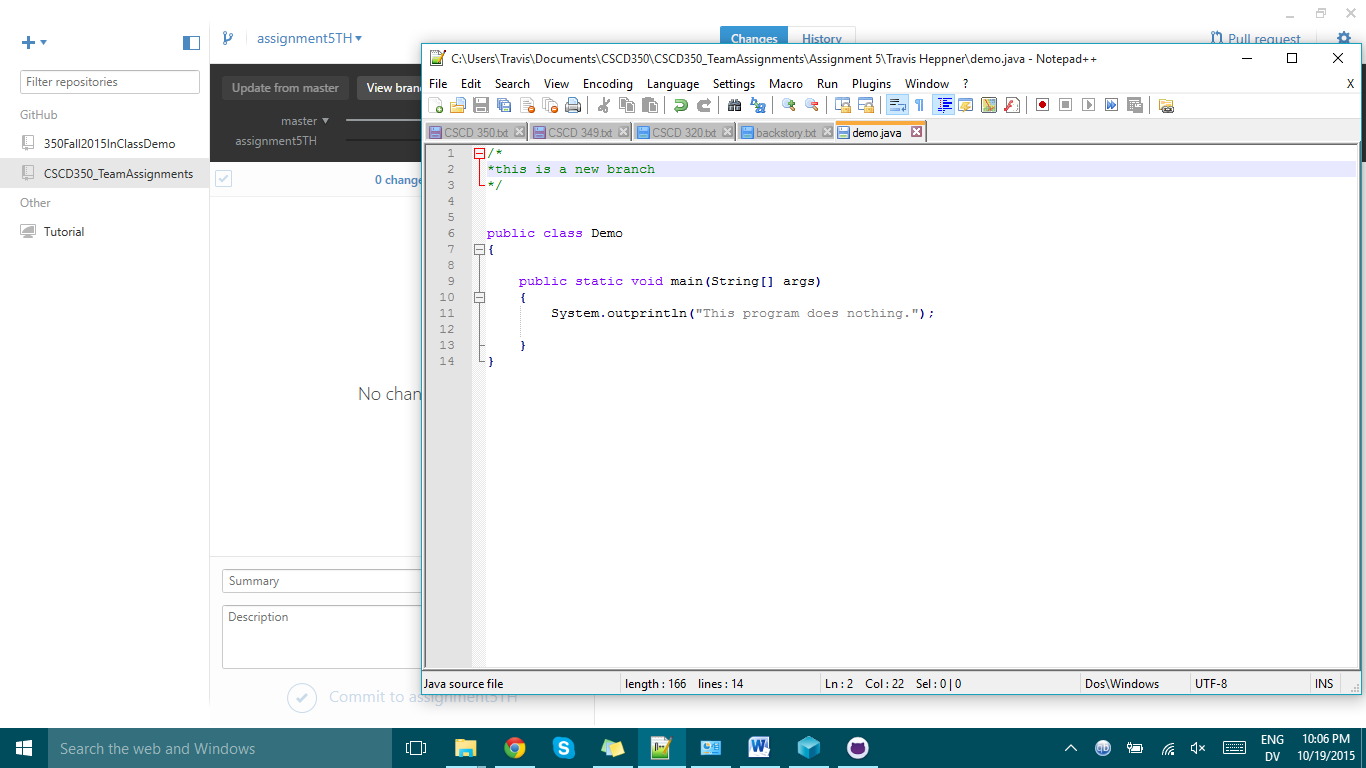 assignment5TH
Changes
History
Pull request
Filter repositories
GitHub
350Fall2015InClassDemo
CSCD350_TeamAssignments
Other
Tutorial
Update from master
View bran
master
assignment5TH
0 change
No chan
Summary
Description
Commit to assignment5TH
C:\Users\Travis\Documents\CSCD350\CSCD350_TeamAssignments\Assignment 5\Travis Heppner\demo.java - Notepad++
File Edit Search View Encoding Language Settings Macro Run Plugins Window ? X
CSCD 350.txt CSCD 349.txt CSCD 320.txt backstory.txt demo.java
1 /*
2 *this is a new branch
3 */
4
5
6 public class Demo
7 {
8
9 public static void main(String[] args)
10 {
11 System.outprintln("This program does nothing.");
12
13 }
14 }
Java source file length : 166 lines : 14 Ln : 2 Col : 22 Sel : 0 | 0 Dos\Windows UTF-8 INS
Search the web and Windows
ENG
DV
10:06 PM
10/19/2015